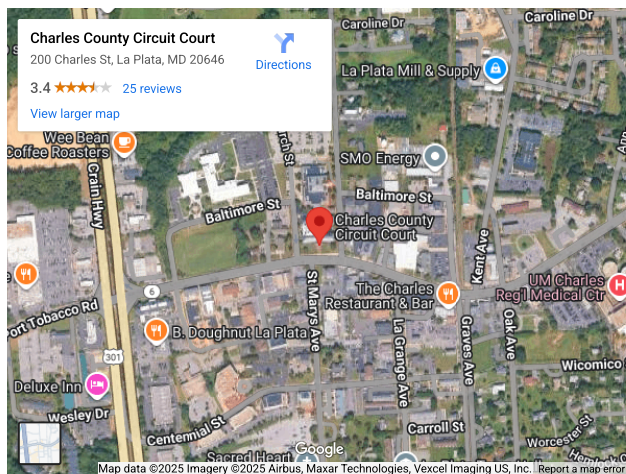 Caroline Dr
Caroline Dr
Charles County Circuit Court
200 Charles St, La Plata, MD 20646
Directions
3.4
25 reviews
View larger map
La Plata Mill & Supply
Wee Bean
Coffee Roasters
Crain Hwy
SMO Energy
Baltimore St
Baltimore St
Charles County
Circuit Court
Kent Ave
UM Charles
Reg'l Medical Ctr
H
6
The Charles
Restaurant & Bar
St Marys Ave
B. Doughnut La Plata
301
La Grange Ave
Graves Ave
Oak Ave
Wicomico
Deluxe Inn
Wesley Dr
Centennial St
Carroll St
Worcester St
Sacred Heart
Google
Map data ©2025 Imagery ©2025 Airbus, Maxar Technologies, Vexcel Imaging US, Inc.
Report a map error